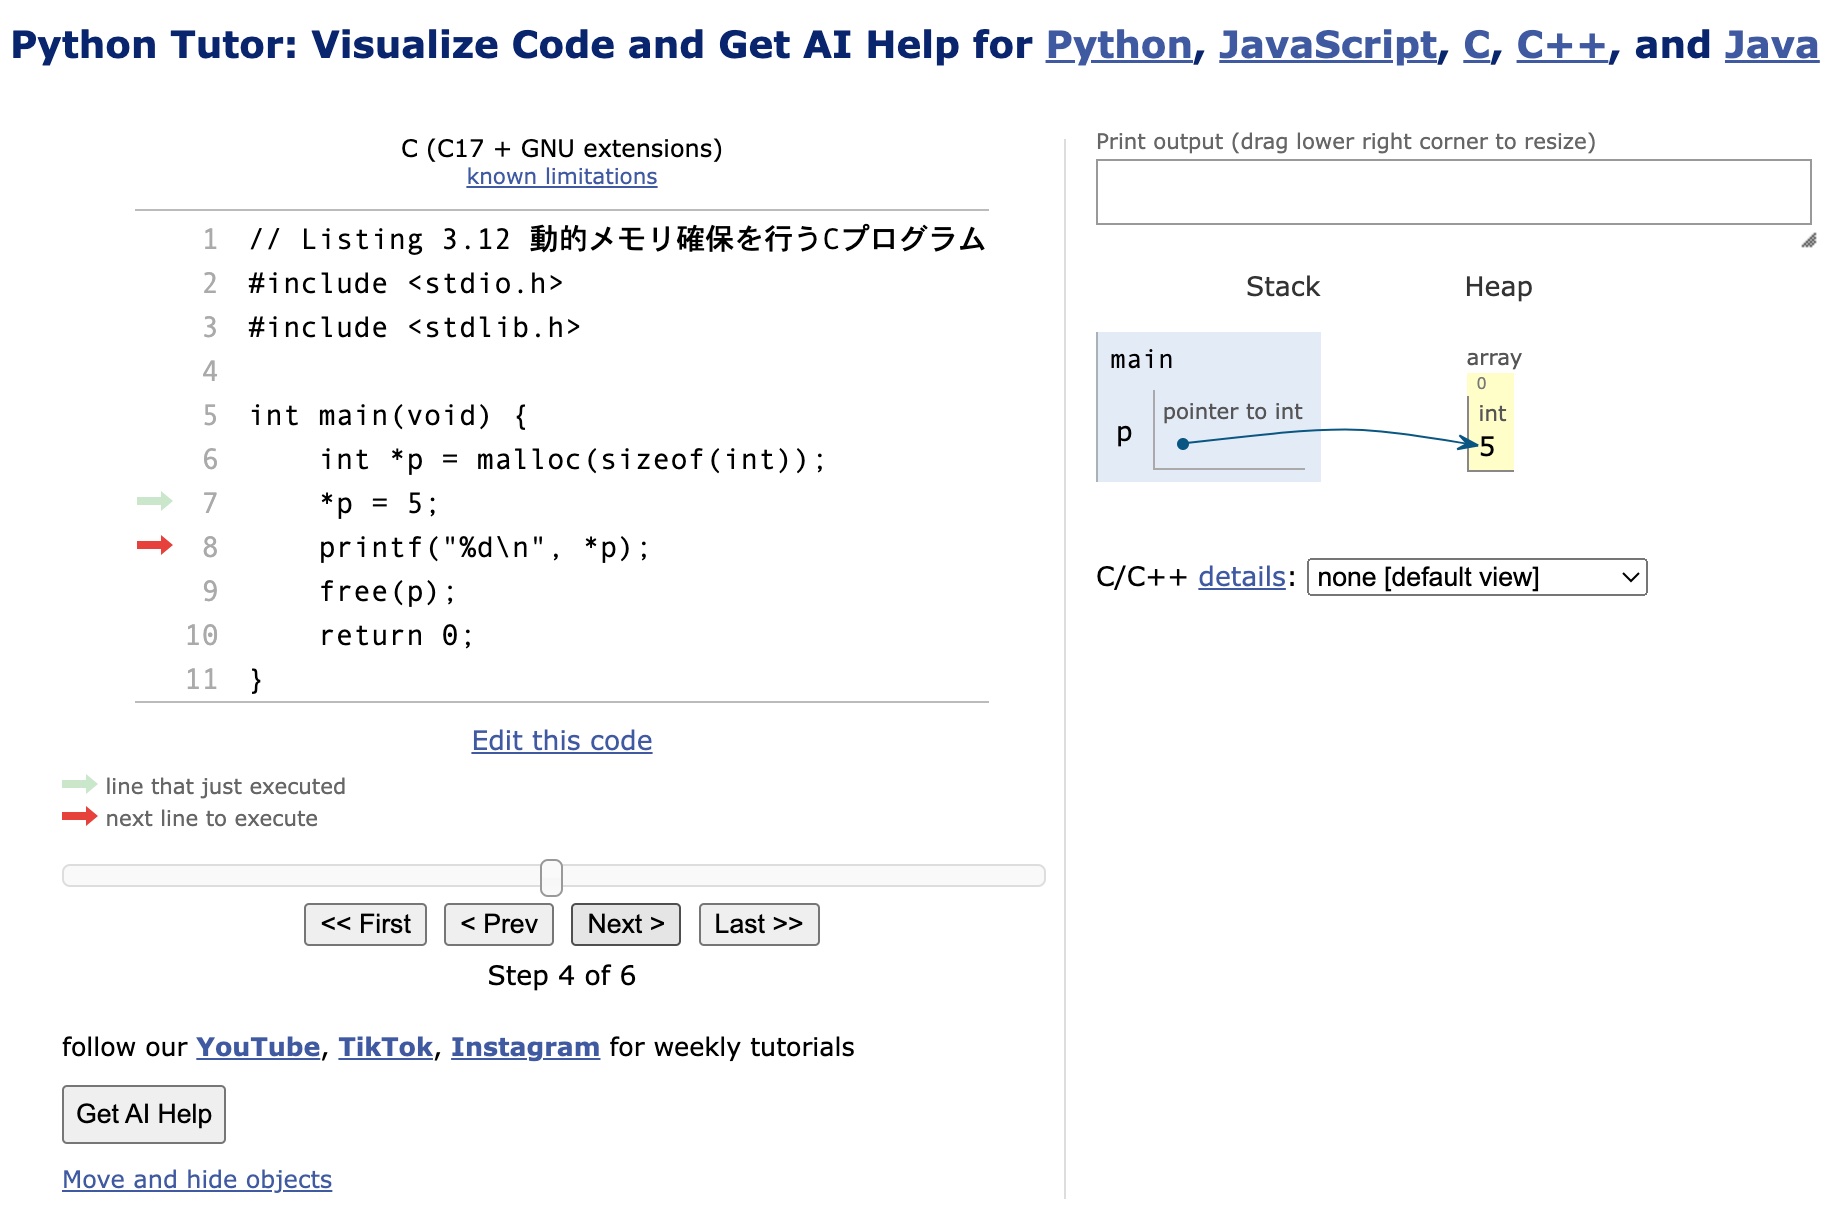 Python Tutor: Visualize Code and Get AI Help for Python, JavaScript, C, C++, and Java
C (C17 + GNU extensions)
known limitations
1 // Listing 3.12 動的メモリ確保を行うCプログラム
2 #include <stdio.h>
3 #include <stdlib.h>
4
5 int main(void) {
6     int *p = malloc(sizeof(int));
7     *p = 5;
8     printf("%d\n", *p);
9     free(p);
10     return 0;
11 }
Edit this code
line that just executed
next line to execute
<< First
< Prev
Next >
Last >>
Step 4 of 6
follow our YouTube, TikTok, Instagram for weekly tutorials
Get AI Help
Move and hide objects
Print output (drag lower right corner to resize)
Stack
Heap
main
p
pointer to int
array
0
int
5
C/C++ details: none [default view]